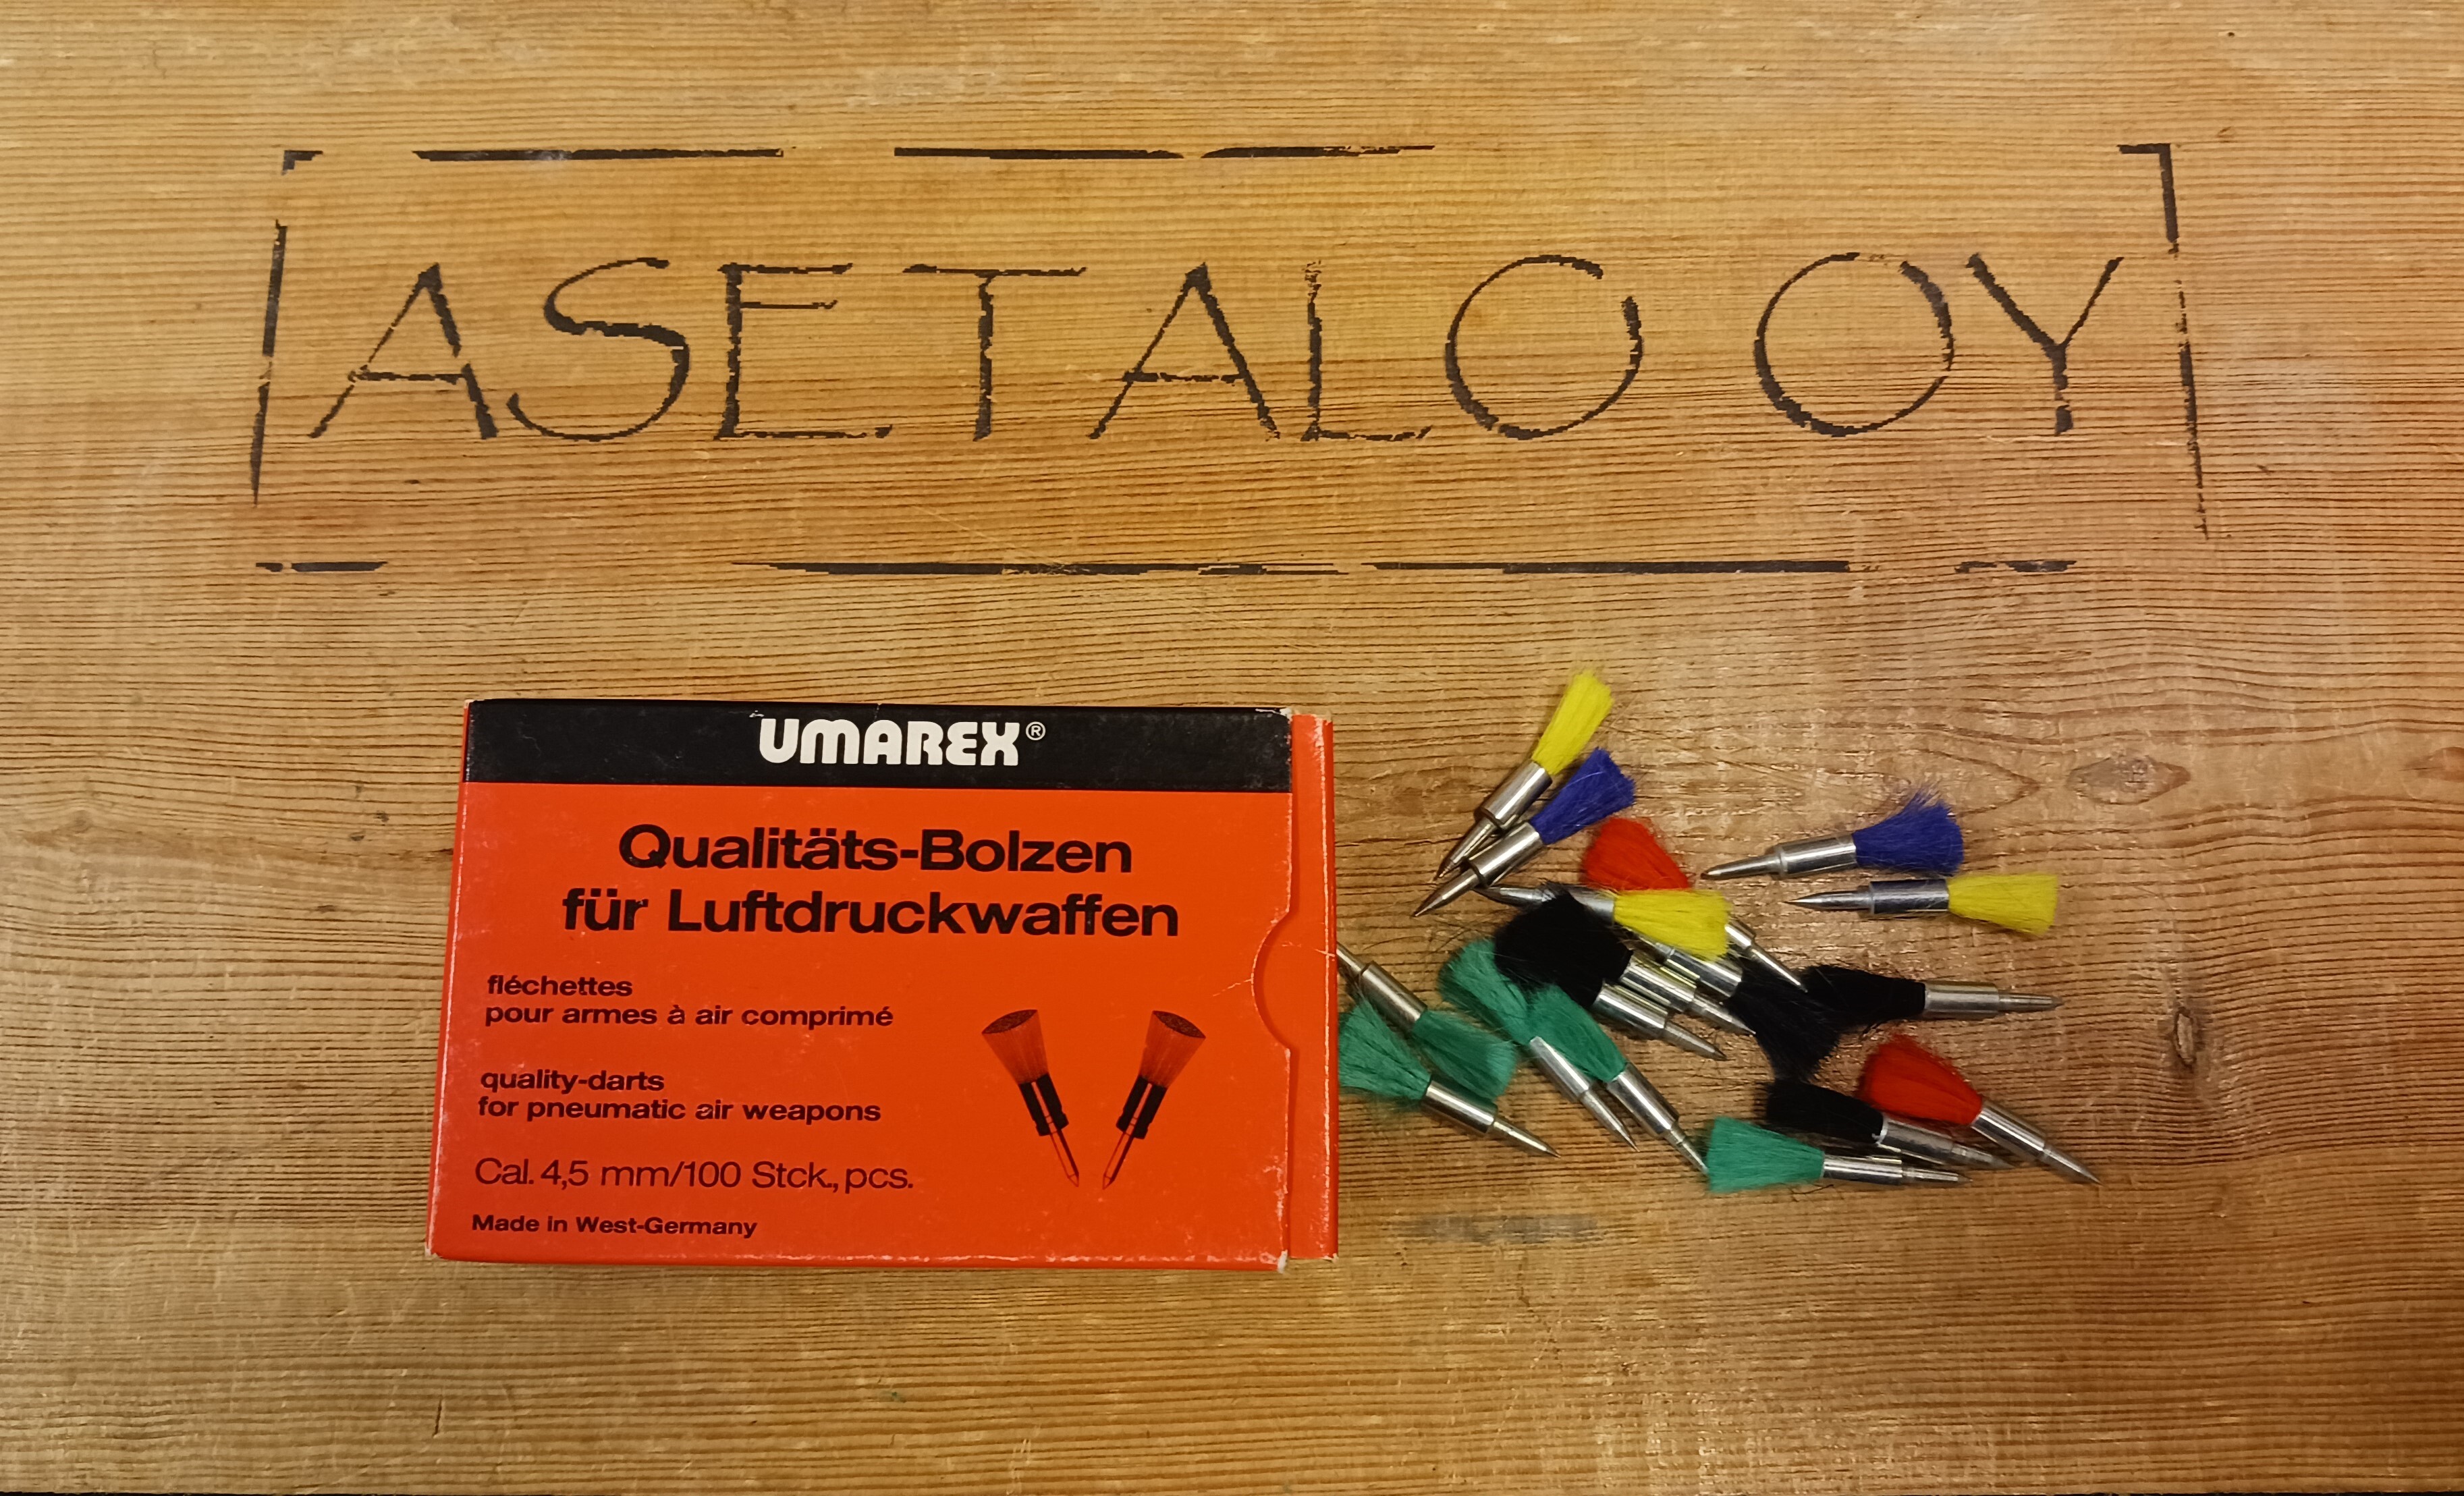 ASETALO OY
UMAREX®
Qualitäts-Bolzen
für Luftdruckwaffen
fléchettes
pour armes à air comprimé
quality-darts
for pneumatic air weapons
Cal. 4,5 mm/100 Stck., pcs.
Made in West-Germany